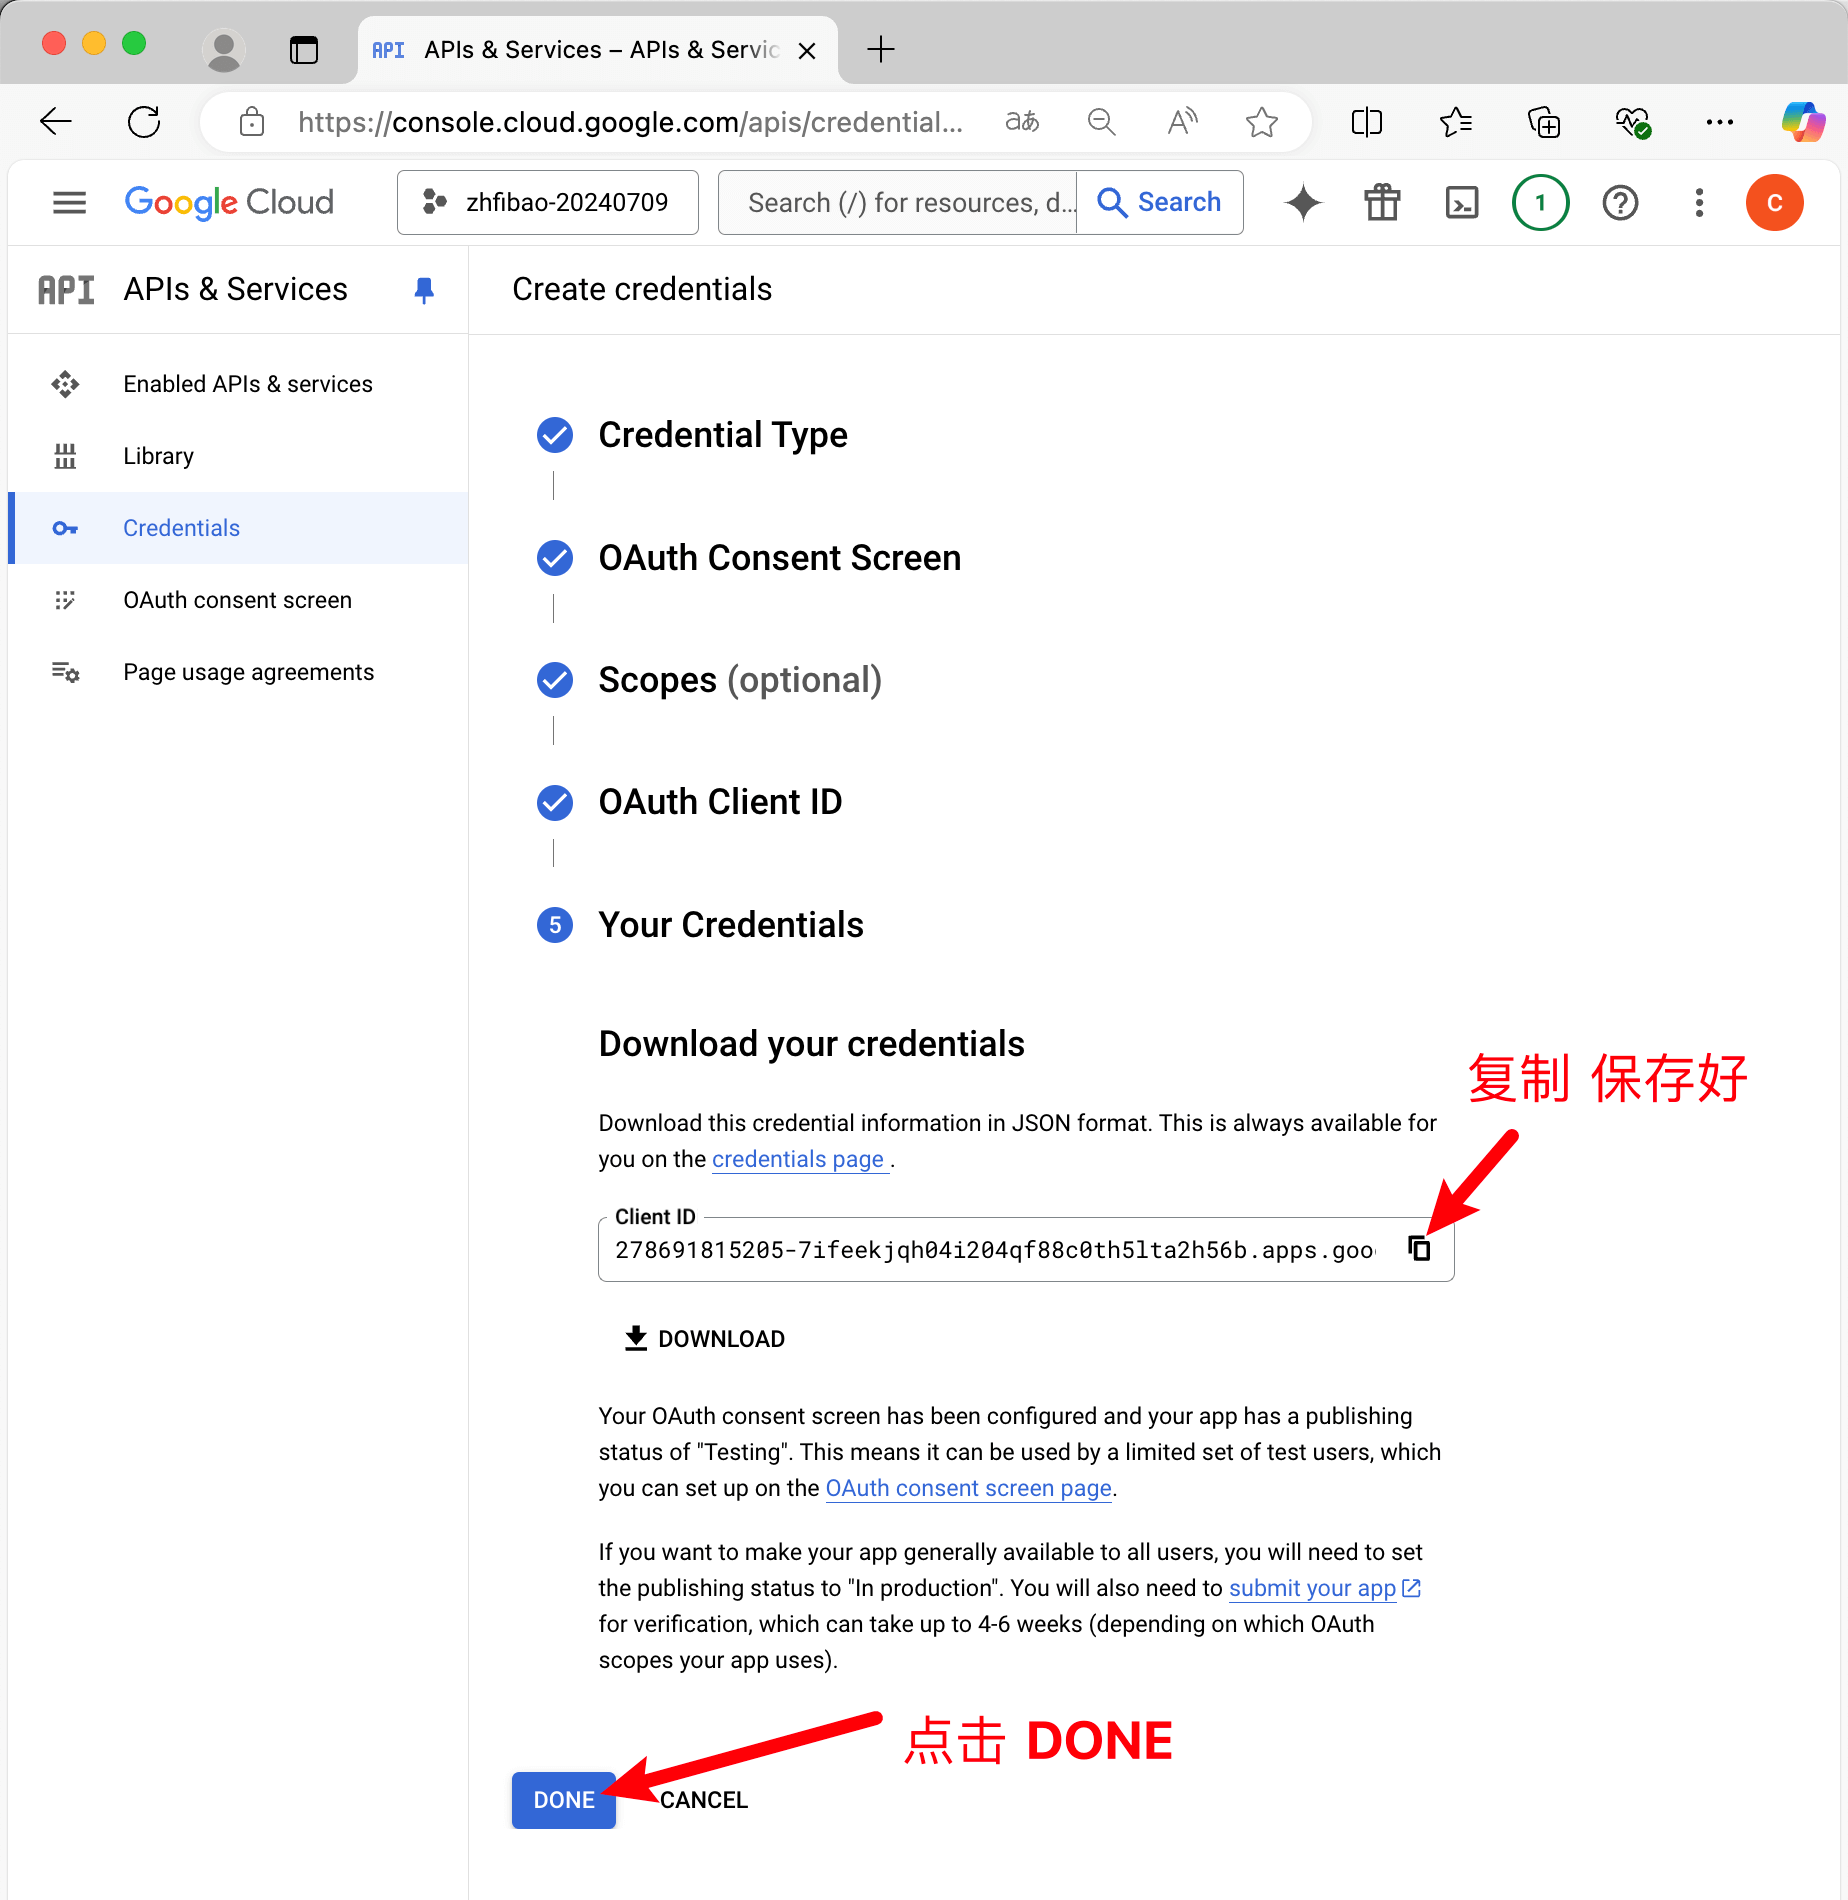 API APIs & Services – APIs & Servic
https://console.cloud.google.com/apis/credential...
aあ
Google Cloud
zhfibao-20240709
Search (/) for resources, d...
Search
1
C
API APIs & Services
Enabled APIs & services
Library
Credentials
OAuth consent screen
Page usage agreements
Create credentials
Credential Type
OAuth Consent Screen
Scopes (optional)
OAuth Client ID
5 Your Credentials
Download your credentials
复制 保存好
Download this credential information in JSON format. This is always available for
you on the credentials page .
Client ID
278691815205-7ifeekjqh04i204qf88c0th5lta2h56b.apps.goo
DOWNLOAD
Your OAuth consent screen has been configured and your app has a publishing
status of "Testing". This means it can be used by a limited set of test users, which
you can set up on the OAuth consent screen page.
If you want to make your app generally available to all users, you will need to set
the publishing status to "In production". You will also need to submit your app
for verification, which can take up to 4-6 weeks (depending on which OAuth
scopes your app uses).
点击 DONE
DONE
CANCEL